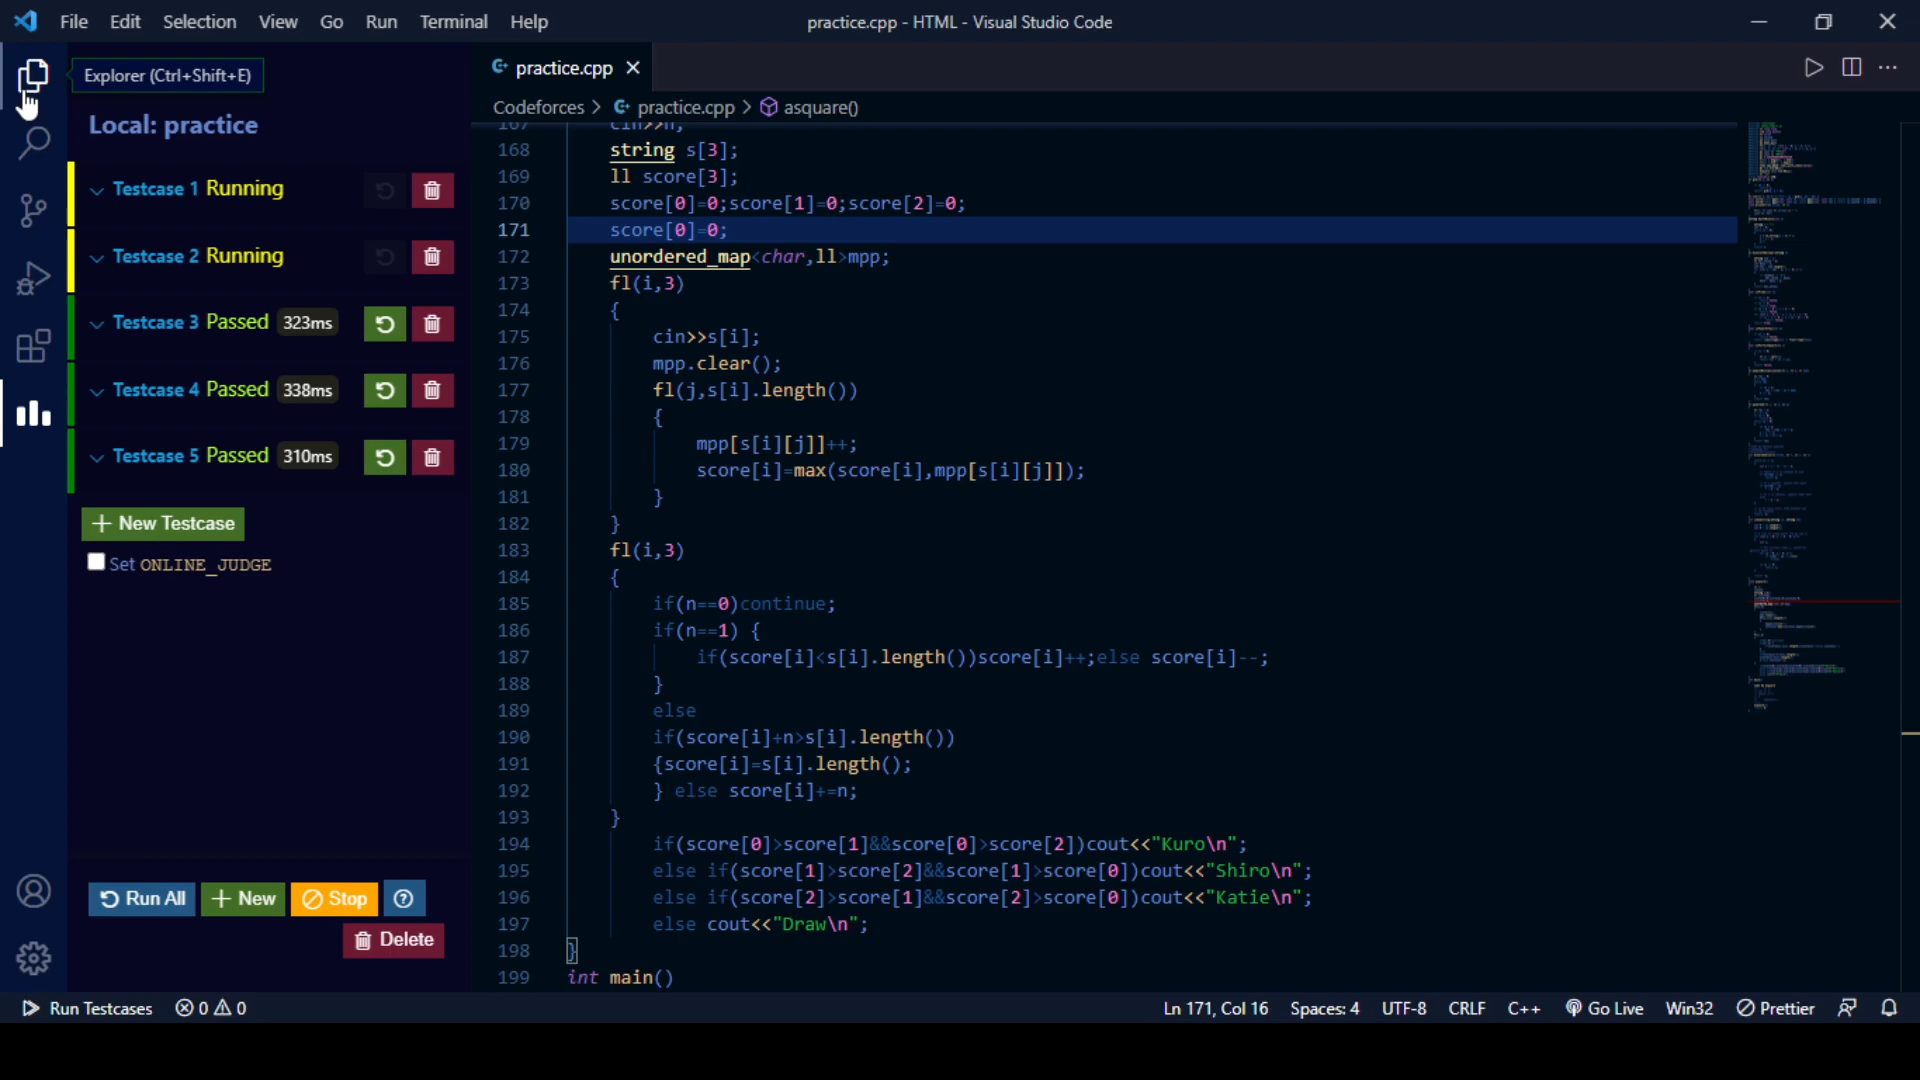 File Edit Selection View Go Run Terminal Help
practice.cpp - HTML - Visual Studio Code
Explorer (Ctrl+Shift+E)
Local: practice
Testcase 1 Running
Testcase 2 Running
Testcase 3 Passed 323ms
Testcase 4 Passed 338ms
Testcase 5 Passed 310ms
+ New Testcase
Set ONLINE_JUDGE
Run All + New Stop
Delete
practice.cpp
Codeforces > practice.cpp > asquare()
167 cin>>n;
168 string s[3];
169 ll score[3];
170 score[0]=0;score[1]=0;score[2]=0;
171 score[0]=0;
172 unordered_map<char,ll>mpp;
173 fl(i,3)
174 {
175 cin>>s[i];
176 mpp.clear();
177 fl(j,s[i].length())
178 {
179 mpp[s[i][j]]++;
180 score[i]=max(score[i],mpp[s[i][j]]);
181 }
182 }
183 fl(i,3)
184 {
185 if(n==0)continue;
186 if(n==1) {
187 if(score[i]<s[i].length())score[i]++;else score[i]--;
188 }
189 else
190 if(score[i]+n>s[i].length())
191 {score[i]=s[i].length();
192 } else score[i]+=n;
193 }
194 if(score[0]>score[1]&&score[0]>score[2])cout<<"Kuro\n";
195 else if(score[1]>score[2]&&score[1]>score[0])cout<<"Shiro\n";
196 else if(score[2]>score[1]&&score[2]>score[0])cout<<"Katie\n";
197 else cout<<"Draw\n";
198 }
199 int main()
Run Testcases 0 0
Ln 171, Col 16 Spaces: 4 UTF-8 CRLF C++ Go Live Win32 Prettier